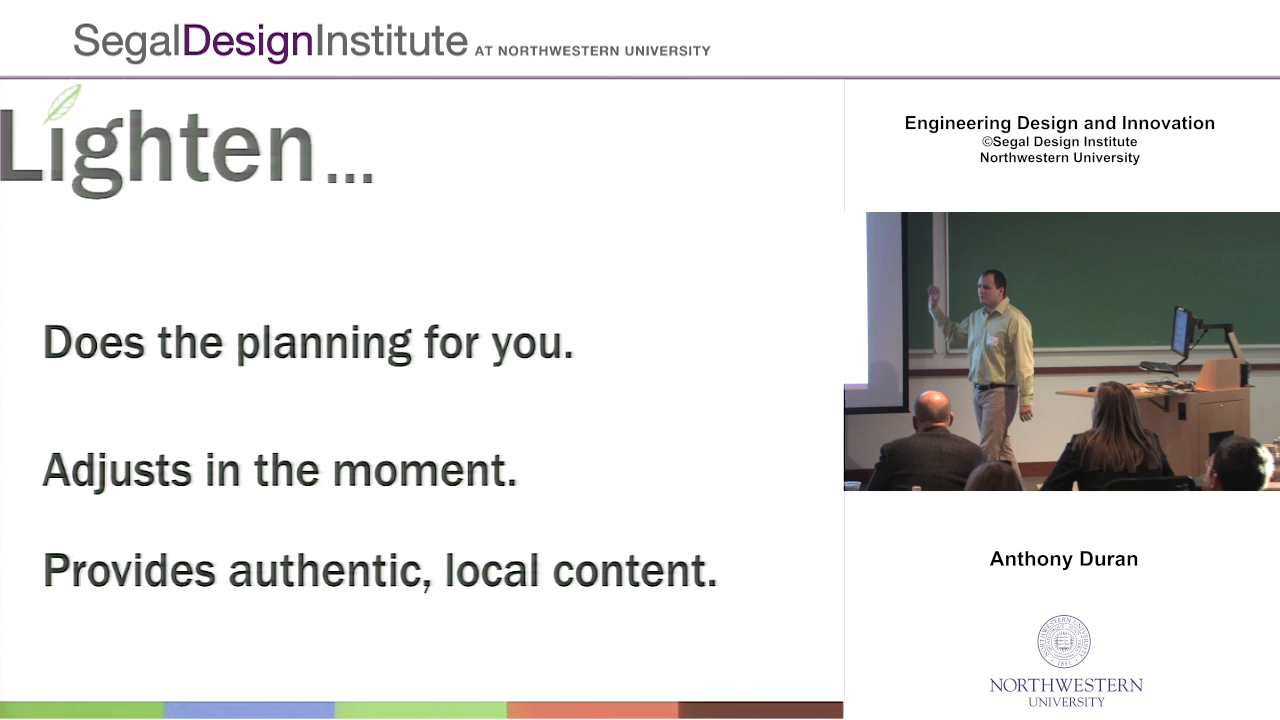 SegalDesignInstitute AT NORTHWESTERN UNIVERSITY
Lighten...
Does the planning for you.
Adjusts in the moment.
Provides authentic, local content.
Engineering Design and Innovation
©Segal Design Institute
Northwestern University
Anthony Duran
NORTHWESTERN
UNIVERSITY